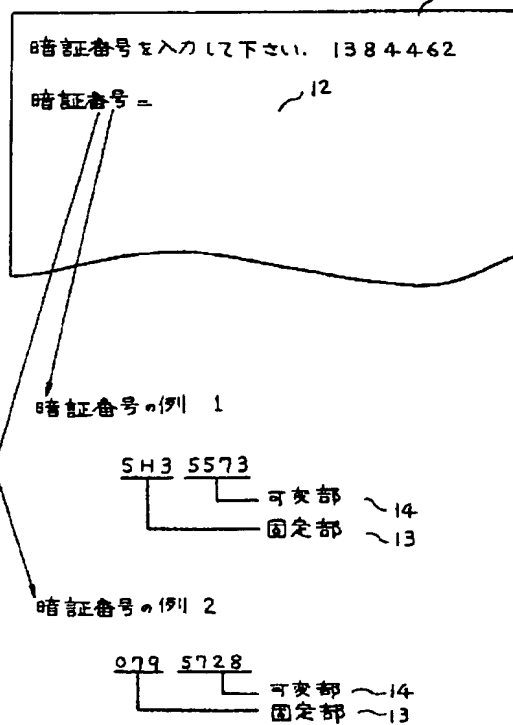 暗証番号を入力して下さい. 1384462
暗証番号=
12
暗証番号の例 1
5H3 5573
可変部 14
固定部 13
暗証番号の例 2
079 5728
可変部 14
固定部 13